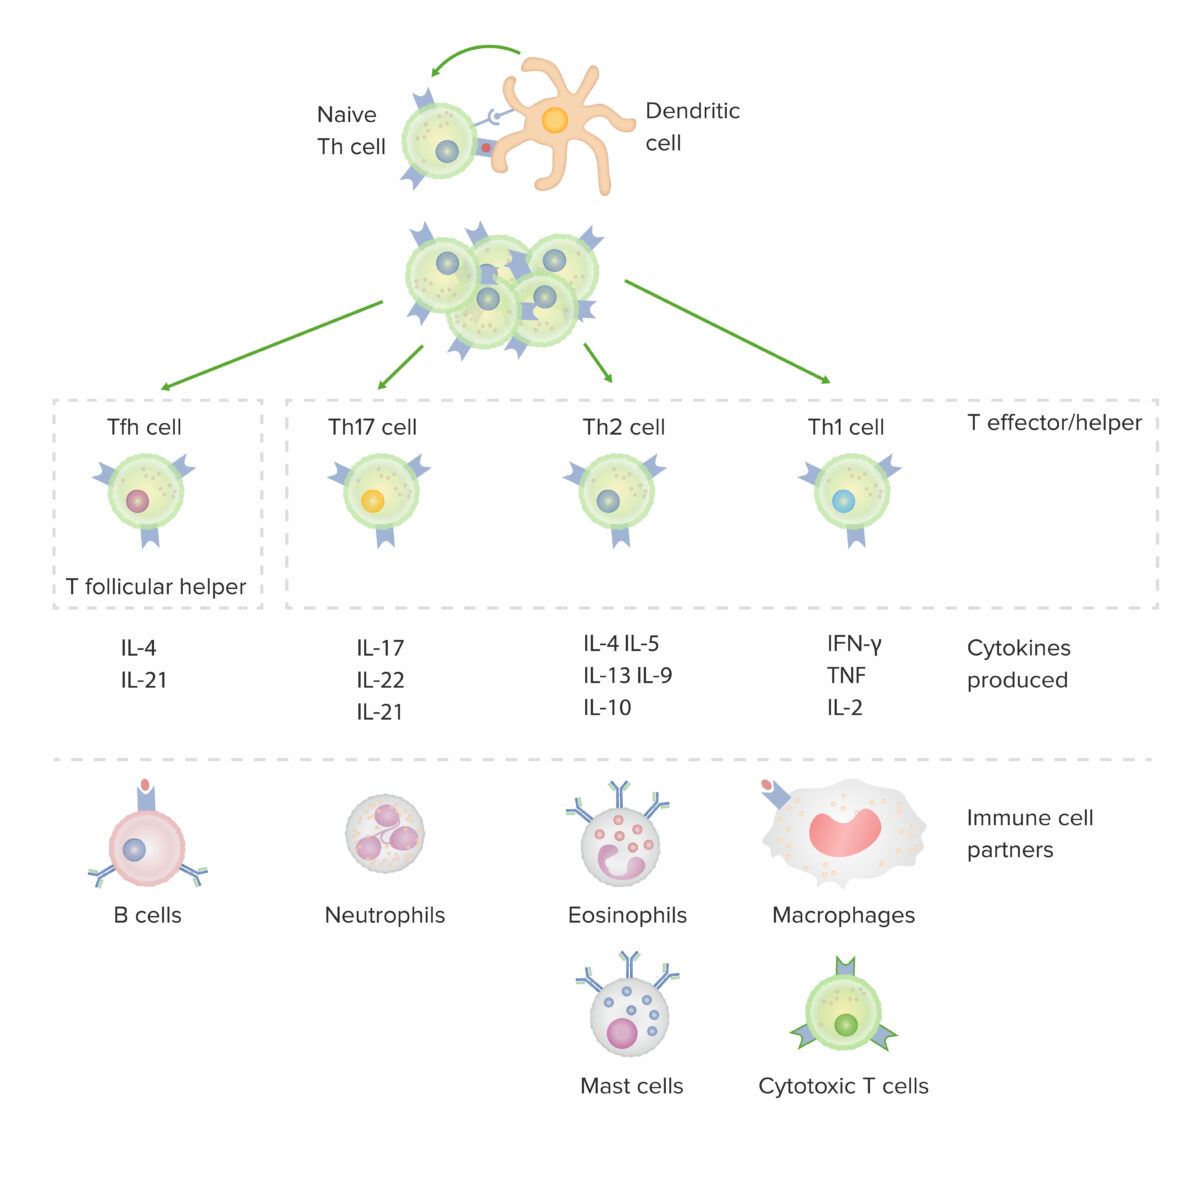 Naive
Th cell
Dendritic
cell
Tfh cell
Th17 cell
Th2 cell
Th1 cell
T effector/helper
T follicular helper
IL-4
IL-21
IL-17
IL-22
IL-21
IL-4 IL-5
IL-13 IL-9
IL-10
IFN-γ
TNF
IL-2
Cytokines
produced
B cells
Neutrophils
Eosinophils
Macrophages
Immune cell
partners
Mast cells
Cytotoxic T cells